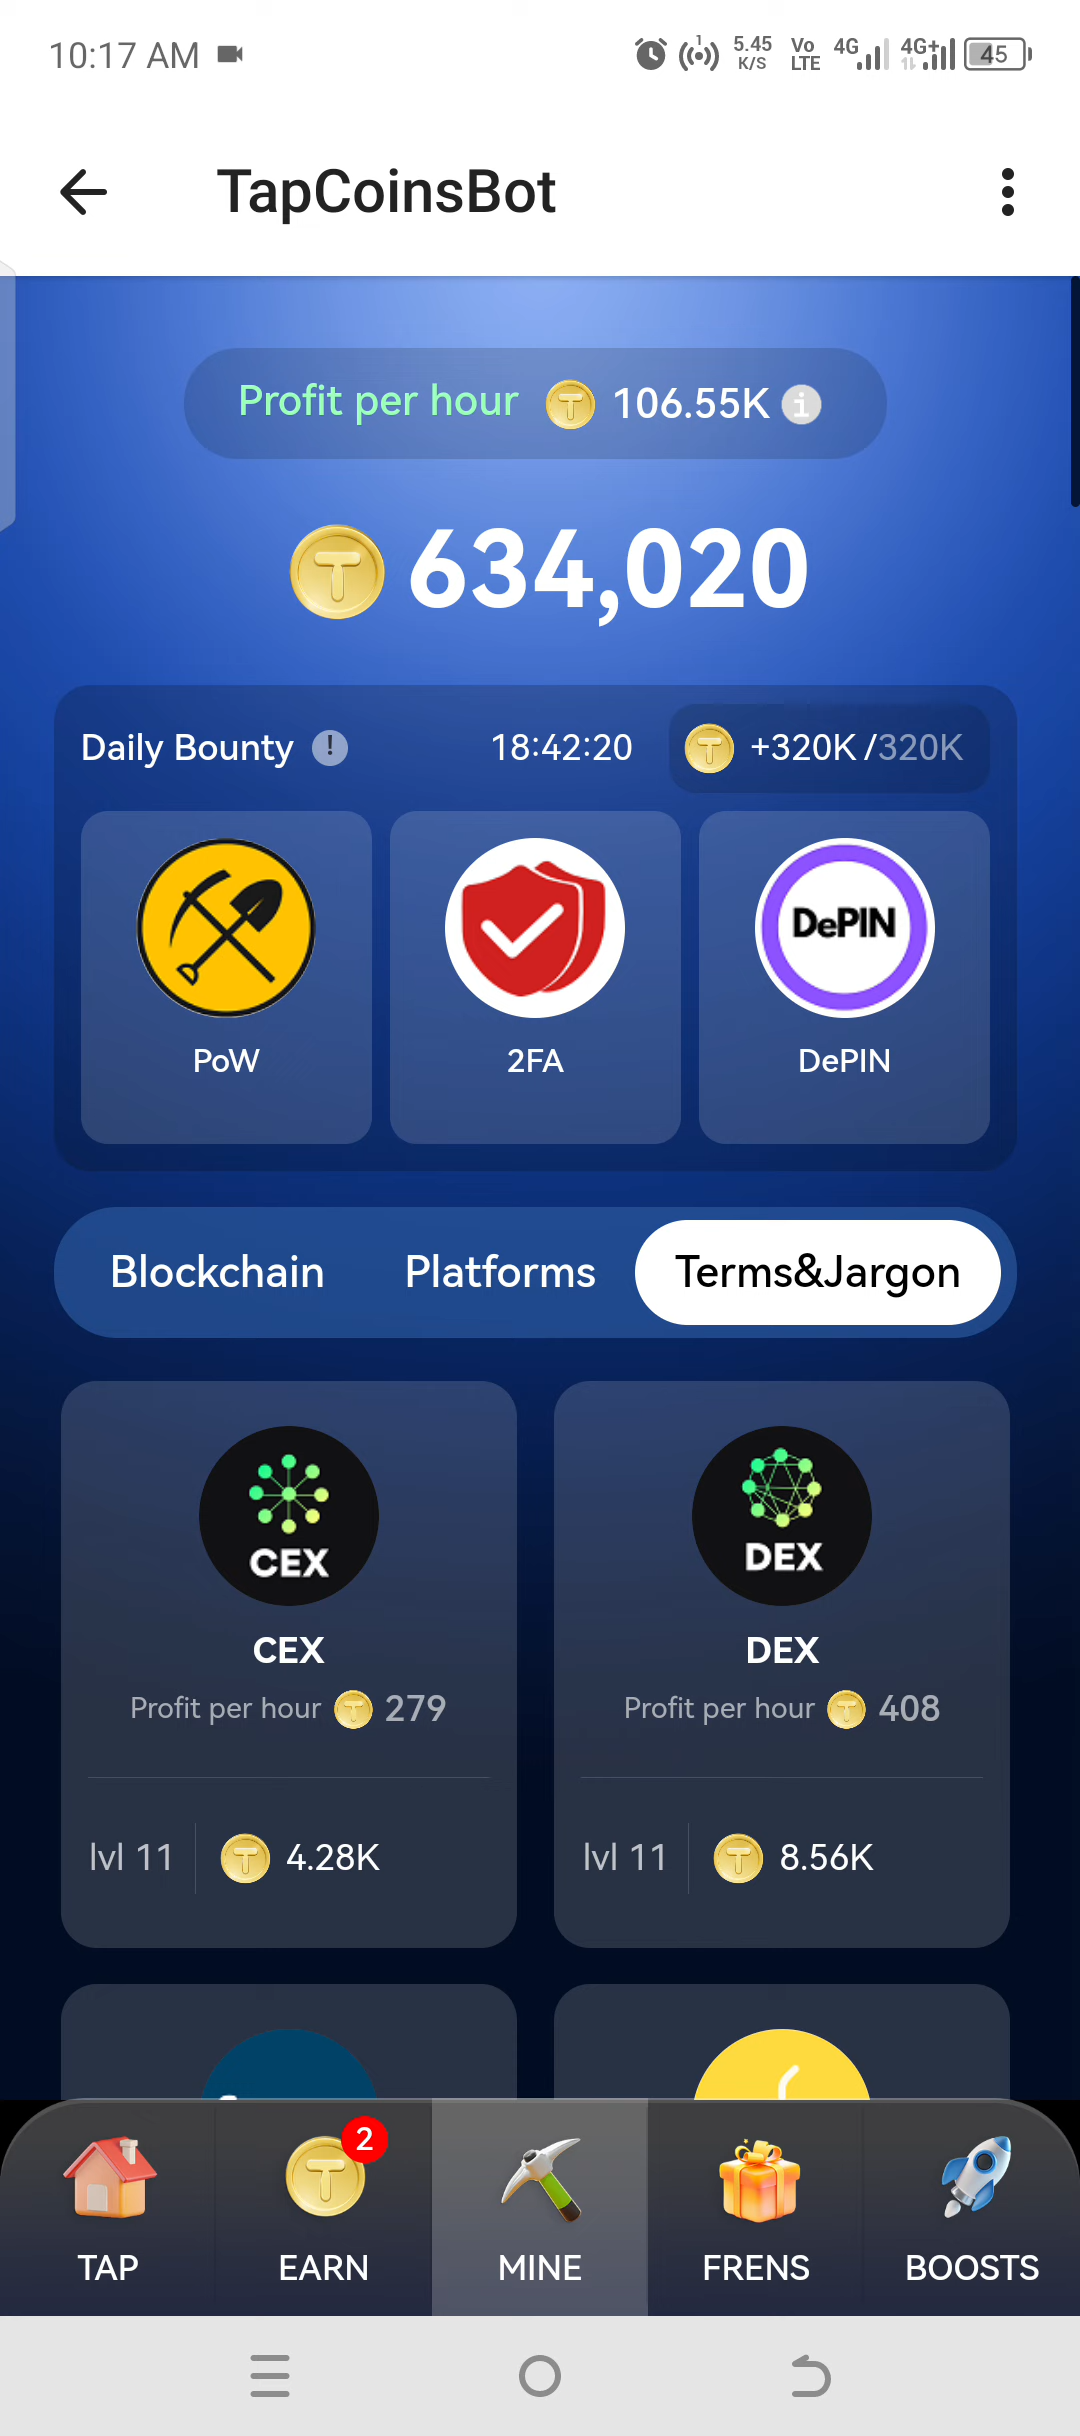 10:17 AM
5.45 K/S Vo LTE 4G 4G+ 45
TapCoinsBot
Profit per hour T 106.55K i
T 634,020
Daily Bounty ! 18:42:20 T +320K /320K
DePIN
PoW 2FA DePIN
Blockchain Platforms Terms&Jargon
CEX DEX
CEX DEX
Profit per hour T 279 Profit per hour T 408
lvl 11 T 4.28K lvl 11 T 8.56K
T 2
TAP EARN MINE FRENS BOOSTS